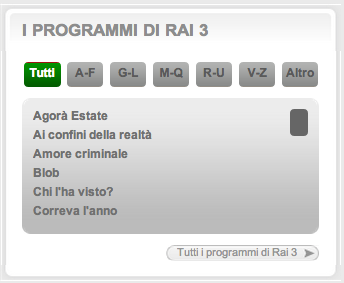 I PROGRAMMI DI RAI 3
Tutti A-F G-L M-Q R-U V-Z Altro
Agorà Estate
Ai confini della realtà
Amore criminale
Blob
Chi l'ha visto?
Correva l'anno
Tutti i programmi di Rai 3